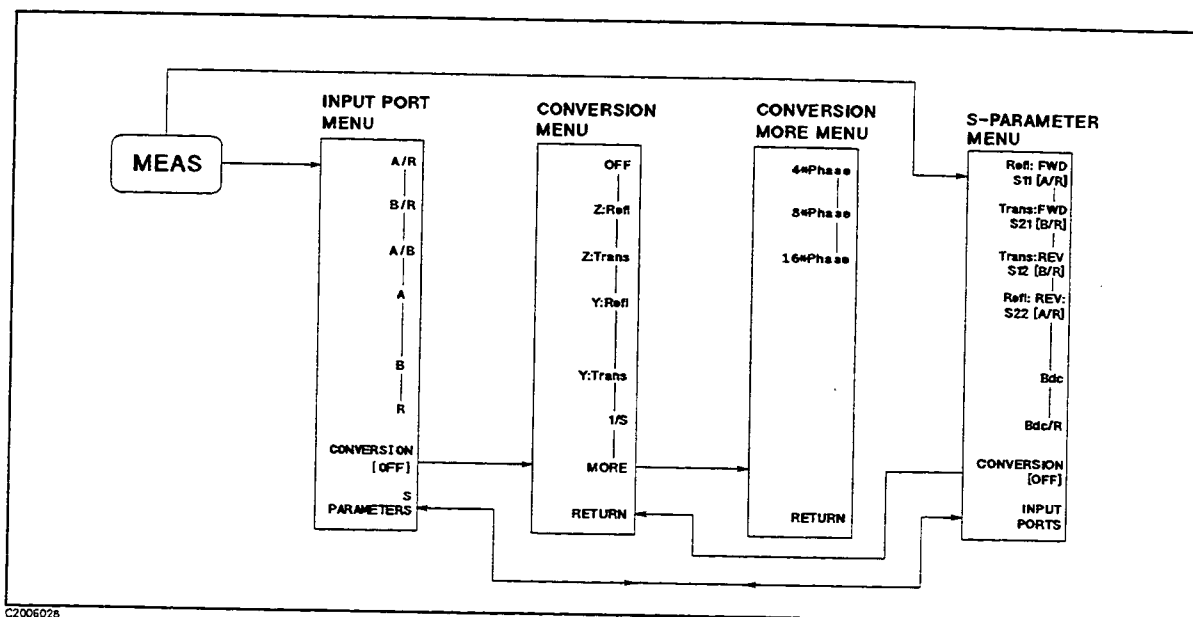 MEAS
INPUT PORT
MENU
A/R
B/R
A/B
A
B
R
CONVERSION
[OFF]
S
PARAMETERS
CONVERSION
MENU
OFF
Z:Refl
Z:Trans
Y:Refl
Y:Trans
1/S
MORE
RETURN
CONVERSION
MORE MENU
4*Phase
8*Phase
16*Phase
RETURN
S-PARAMETER
MENU
Refl: FWD
S11 [A/R]
Trans:FWD
S21 [B/R]
Trans:REV
S12 [B/R]
Refl: REV:
S22 [A/R]
Bdc
Bdc/R
CONVERSION
[OFF]
INPUT
PORTS
C2006028